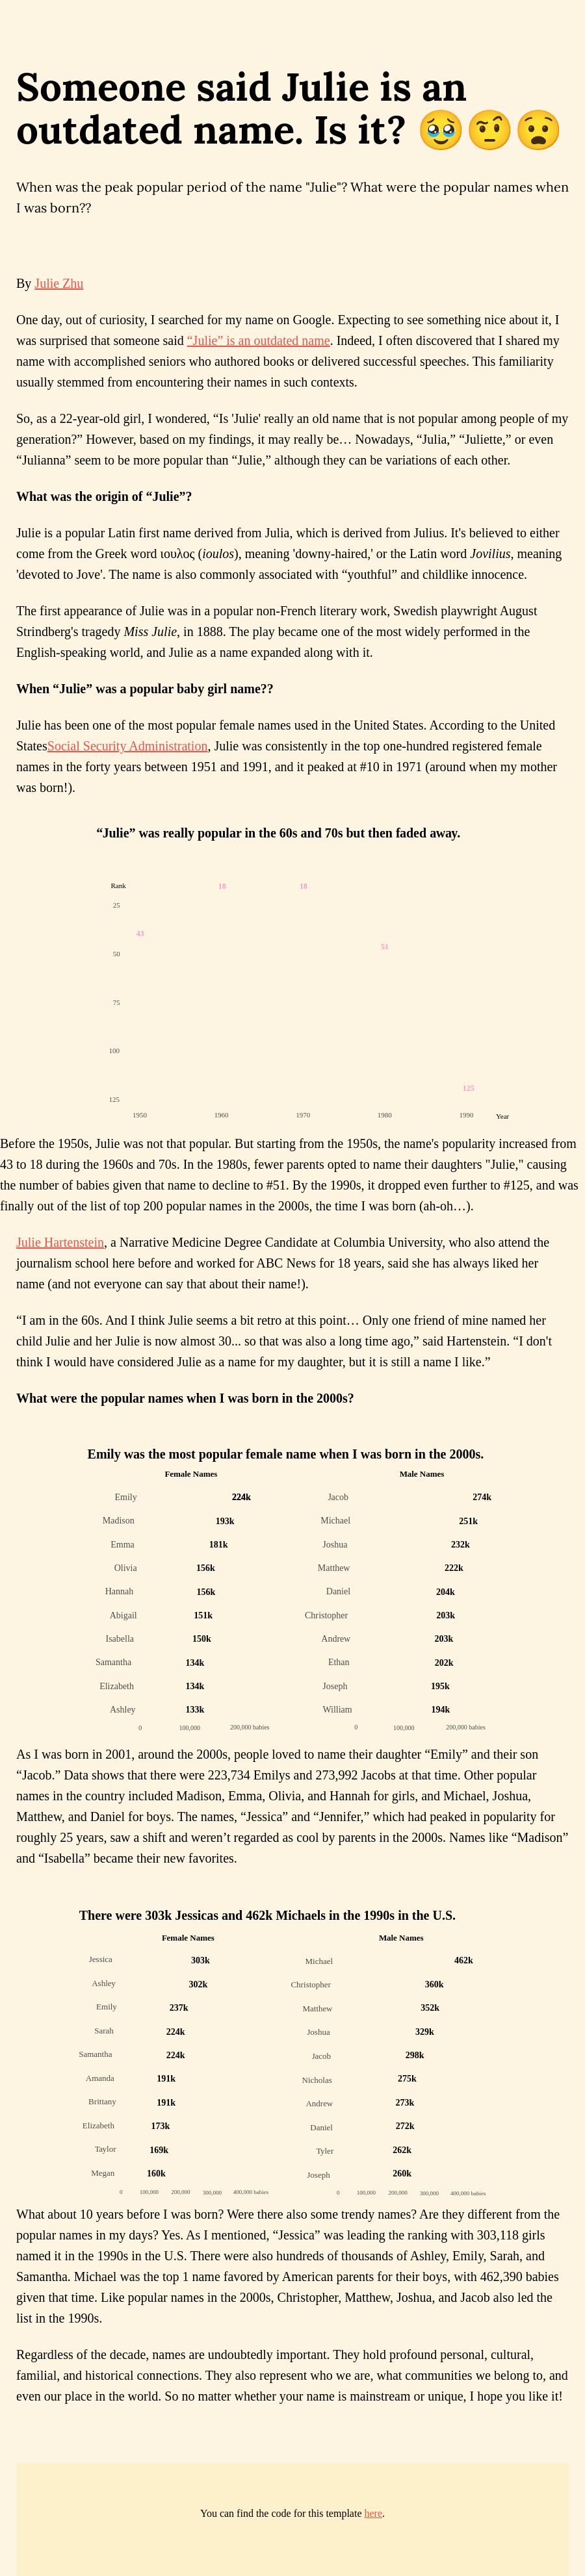 Someone said Julie is an
outdated name. Is it? 🥹🤨😧
When was the peak popular period of the name "Julie"? What were the popular names when
I was born??
By Julie Zhu
One day, out of curiosity, I searched for my name on Google. Expecting to see something nice about it, I
was surprised that someone said “Julie” is an outdated name. Indeed, I often discovered that I shared my
name with accomplished seniors who authored books or delivered successful speeches. This familiarity
usually stemmed from encountering their names in such contexts.
So, as a 22-year-old girl, I wondered, “Is 'Julie' really an old name that is not popular among people of my
generation?” However, based on my findings, it may really be… Nowadays, “Julia,” “Juliette,” or even
“Julianna” seem to be more popular than “Julie,” although they can be variations of each other.
What was the origin of “Julie”?
Julie is a popular Latin first name derived from Julia, which is derived from Julius. It's believed to either
come from the Greek word ιουλος (ioulos), meaning 'downy-haired,' or the Latin word Jovilius, meaning
'devoted to Jove'. The name is also commonly associated with “youthful” and childlike innocence.
The first appearance of Julie was in a popular non-French literary work, Swedish playwright August
Strindberg's tragedy Miss Julie, in 1888. The play became one of the most widely performed in the
English-speaking world, and Julie as a name expanded along with it.
When “Julie” was a popular baby girl name??
Julie has been one of the most popular female names used in the United States. According to the United
StatesSocial Security Administration, Julie was consistently in the top one-hundred registered female
names in the forty years between 1951 and 1991, and it peaked at #10 in 1971 (around when my mother
was born!).
“Julie” was really popular in the 60s and 70s but then faded away.
Rank
18
18
25
43
51
50
75
100
125
125
1950
1960
1970
1980
1990
Year
Before the 1950s, Julie was not that popular. But starting from the 1950s, the name's popularity increased from
43 to 18 during the 1960s and 70s. In the 1980s, fewer parents opted to name their daughters "Julie," causing
the number of babies given that name to decline to #51. By the 1990s, it dropped even further to #125, and was
finally out of the list of top 200 popular names in the 2000s, the time I was born (ah-oh…).
Julie Hartenstein, a Narrative Medicine Degree Candidate at Columbia University, who also attend the
journalism school here before and worked for ABC News for 18 years, said she has always liked her
name (and not everyone can say that about their name!).
“I am in the 60s. And I think Julie seems a bit retro at this point… Only one friend of mine named her
child Julie and her Julie is now almost 30... so that was also a long time ago,” said Hartenstein. “I don't
think I would have considered Julie as a name for my daughter, but it is still a name I like.”
What were the popular names when I was born in the 2000s?
Emily was the most popular female name when I was born in the 2000s.
Female Names
Emily 224k
Madison 193k
Emma 181k
Olivia 156k
Hannah 156k
Abigail 151k
Isabella 150k
Samantha 134k
Elizabeth 134k
Ashley 133k
0 100,000 200,000 babies
Male Names
Jacob 274k
Michael 251k
Joshua 232k
Matthew 222k
Daniel 204k
Christopher 203k
Andrew 203k
Ethan 202k
Joseph 195k
William 194k
0 100,000 200,000 babies
As I was born in 2001, around the 2000s, people loved to name their daughter “Emily” and their son
“Jacob.” Data shows that there were 223,734 Emilys and 273,992 Jacobs at that time. Other popular
names in the country included Madison, Emma, Olivia, and Hannah for girls, and Michael, Joshua,
Matthew, and Daniel for boys. The names, “Jessica” and “Jennifer,” which had peaked in popularity for
roughly 25 years, saw a shift and weren’t regarded as cool by parents in the 2000s. Names like “Madison”
and “Isabella” became their new favorites.
There were 303k Jessicas and 462k Michaels in the 1990s in the U.S.
Female Names
Jessica 303k
Ashley 302k
Emily 237k
Sarah 224k
Samantha 224k
Amanda 191k
Brittany 191k
Elizabeth 173k
Taylor 169k
Megan 160k
0 100,000 200,000 300,000 400,000 babies
Male Names
Michael 462k
Christopher 360k
Matthew 352k
Joshua 329k
Jacob 298k
Nicholas 275k
Andrew 273k
Daniel 272k
Tyler 262k
Joseph 260k
0 100,000 200,000 300,000 400,000 babies
What about 10 years before I was born? Were there also some trendy names? Are they different from the
popular names in my days? Yes. As I mentioned, “Jessica” was leading the ranking with 303,118 girls
named it in the 1990s in the U.S. There were also hundreds of thousands of Ashley, Emily, Sarah, and
Samantha. Michael was the top 1 name favored by American parents for their boys, with 462,390 babies
given that time. Like popular names in the 2000s, Christopher, Matthew, Joshua, and Jacob also led the
list in the 1990s.
Regardless of the decade, names are undoubtedly important. They hold profound personal, cultural,
familial, and historical connections. They also represent who we are, what communities we belong to, and
even our place in the world. So no matter whether your name is mainstream or unique, I hope you like it!
You can find the code for this template here.